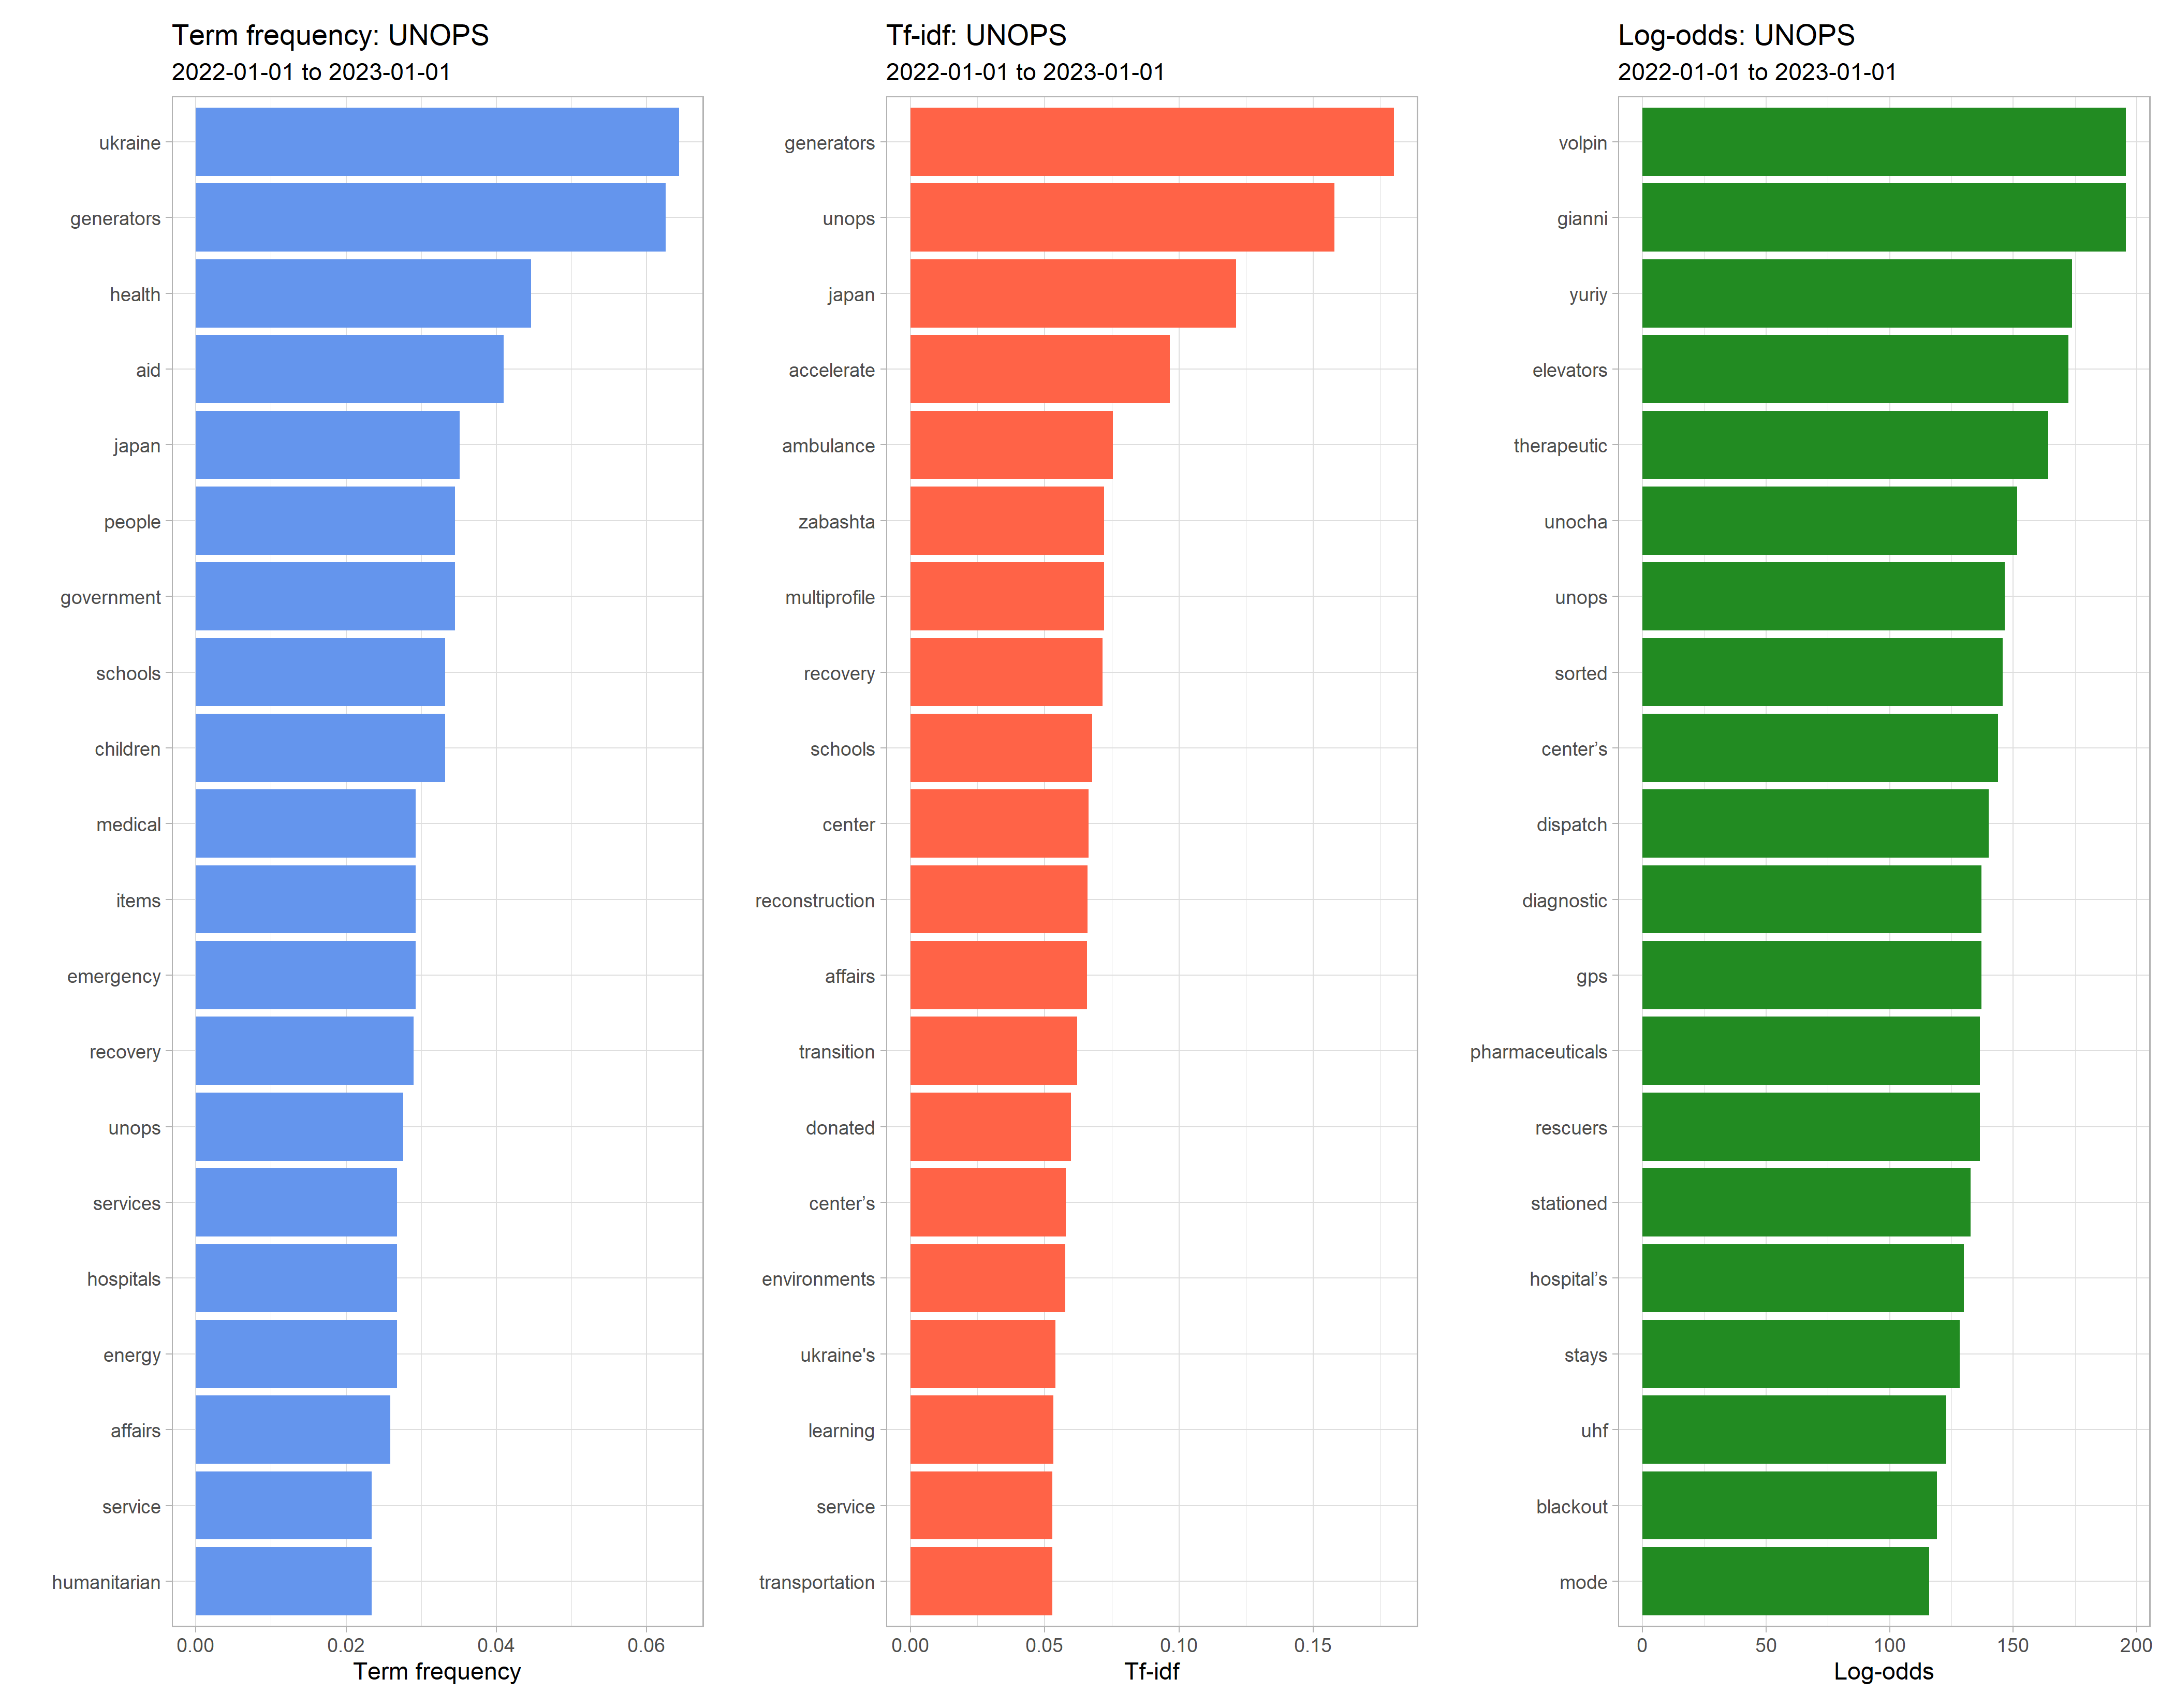 Term frequency: UNOPS
2022-01-01 to 2023-01-01
ukraine
generators
health
aid
japan
people
government
schools
children
medical
items
emergency
recovery
unops
services
hospitals
energy
affairs
service
humanitarian
0.00 0.02 0.04 0.06
Term frequency
Tf-idf: UNOPS
2022-01-01 to 2023-01-01
generators
unops
japan
accelerate
ambulance
zabashta
multiprofile
recovery
schools
center
reconstruction
affairs
transition
donated
center’s
environments
ukraine's
learning
service
transportation
0.00 0.05 0.10 0.15
Tf-idf
Log-odds: UNOPS
2022-01-01 to 2023-01-01
volpin
gianni
yuriy
elevators
therapeutic
unocha
unops
sorted
center’s
dispatch
diagnostic
gps
pharmaceuticals
rescuers
stationed
hospital’s
stays
uhf
blackout
mode
0 50 100 150 200
Log-odds